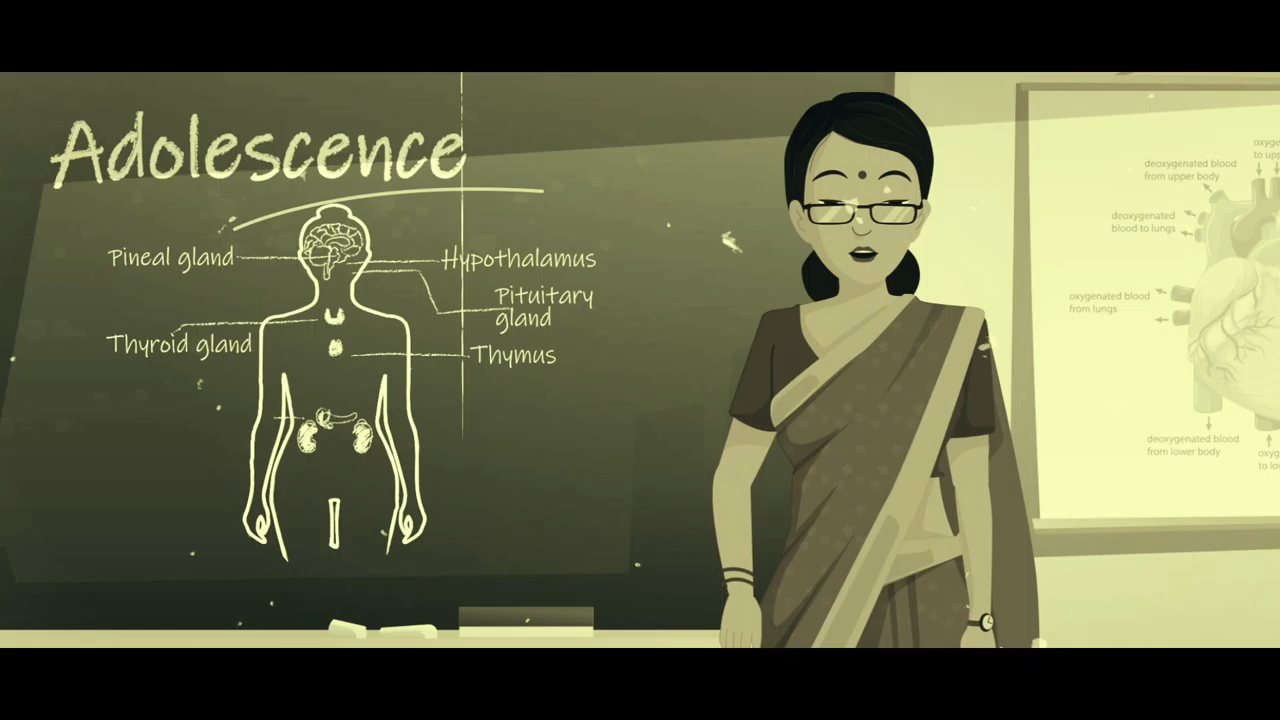 Adolescence
Pineal gland
Hypothalamus
Pituitary
gland
Thyroid gland
Thymus
deoxygenated blood
from upper body
deoxygenated
blood to lungs
oxygenated blood
from lungs
deoxygenated blood
from lower body